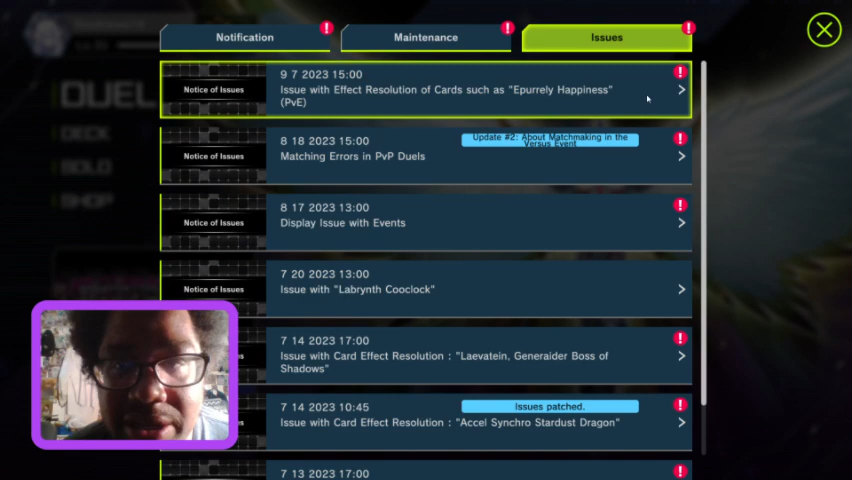 Notification
Maintenance
Issues
DUEL
DECK
SOLO
SHOP
Notice of Issues
9 7 2023 15:00
Issue with Effect Resolution of Cards such as "Epurrely Happiness"
(PvE)
Notice of Issues
8 18 2023 15:00
Update #2: About Matchmaking in the
Versus Event
Matching Errors in PvP Duels
Notice of Issues
8 17 2023 13:00
Display Issue with Events
Notice of Issues
7 20 2023 13:00
Issue with "Labrynth Cooclock"
7 14 2023 17:00
Issue with Card Effect Resolution : "Laevatein, Generaider Boss of
Shadows"
7 14 2023 10:45
Issues patched.
Issue with Card Effect Resolution : "Accel Synchro Stardust Dragon"
7 13 2023 17:00